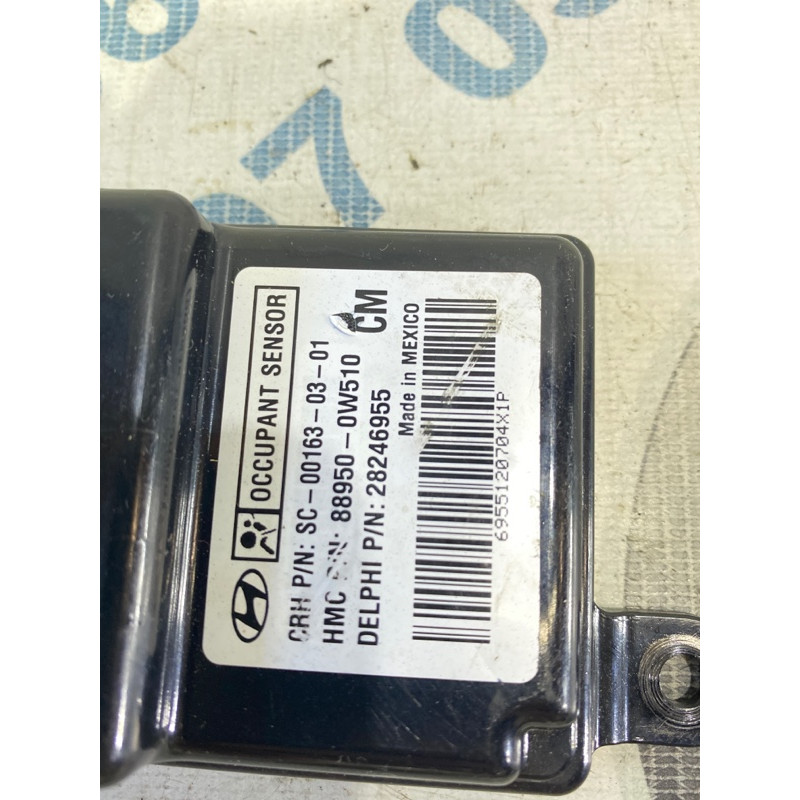 OCCUPANT SENSOR
CRH P/N: SC-00163-03-01
HMC P/N: 88950-0W510 CM
DELPHI P/N: 28246955
Made in MEXICO
6955120704X1P